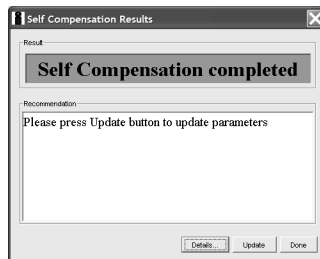 Self Compensation Results
Result
Self Compensation completed
Recommendation
Please press Update button to update parameters
Details... Update Done